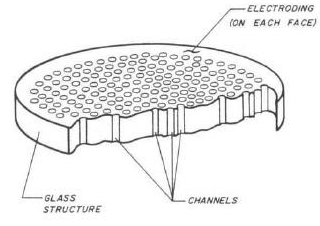 ELECTRODING
(ON EACH FACE)
GLASS
STRUCTURE
CHANNELS